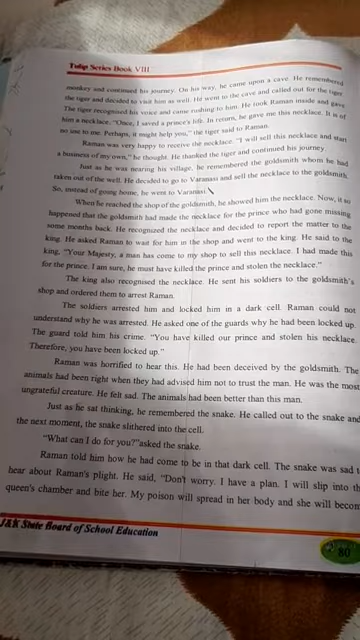 Tulip Series Book VIII
monkey and continued his journey. On his way, he came upon a cave. He remembered
the tiger and decided to visit him as well. He went to the cave and called out for the tiger
The tiger recognised his voice and came rushing to him. He took Raman inside and gave
him a necklace. "Once, I saved a prince's life. In return, he gave me this necklace. It is of
no use to me. Perhaps, it might help you," the tiger said to Raman.
Raman was very happy to receive the necklace. "I will sell this necklace and start
a business of my own," he thought. He thanked the tiger and continued his journey.
Just as he was nearing his village, he remembered the goldsmith whom he had
taken out of the well. He decided to go to Varanasi and sell the necklace to the goldsmith.
So, instead of going home, he went to Varanasi.
When he reached the shop of the goldsmith, he showed him the necklace. Now, it so
happened that the goldsmith had made the necklace for the prince who had gone missing
some months back. He recognized the necklace and decided to report the matter to the
king. He asked Raman to wait for him in the shop and went to the king. He said to the
king, "Your Majesty, a man has come to my shop to sell this necklace. I had made this
for the prince. I am sure, he must have killed the prince and stolen the necklace."
The king also recognised the necklace. He sent his soldiers to the goldsmith's
shop and ordered them to arrest Raman.
The soldiers arrested him and locked him in a dark cell. Raman could not
understand why he was arrested. He asked one of the guards why he had been locked up.
The guard told him his crime. "You have killed our prince and stolen his necklace.
Therefore, you have been locked up."
Raman was horrified to hear this. He had been deceived by the goldsmith. The
animals had been right when they had advised him not to trust the man. He was the most
ungrateful creature. He felt sad. The animals had been better than this man.
Just as he sat thinking, he remembered the snake. He called out to the snake and
the next moment, the snake slithered into the cell.
"What can I do for you?"asked the snake.
Raman told him how he had come to be in that dark cell. The snake was sad t
hear about Raman's plight. He said, "Don't worry. I have a plan. I will slip into th
queen's chamber and bite her. My poison will spread in her body and she will becom
J&K State Board of School Education
80